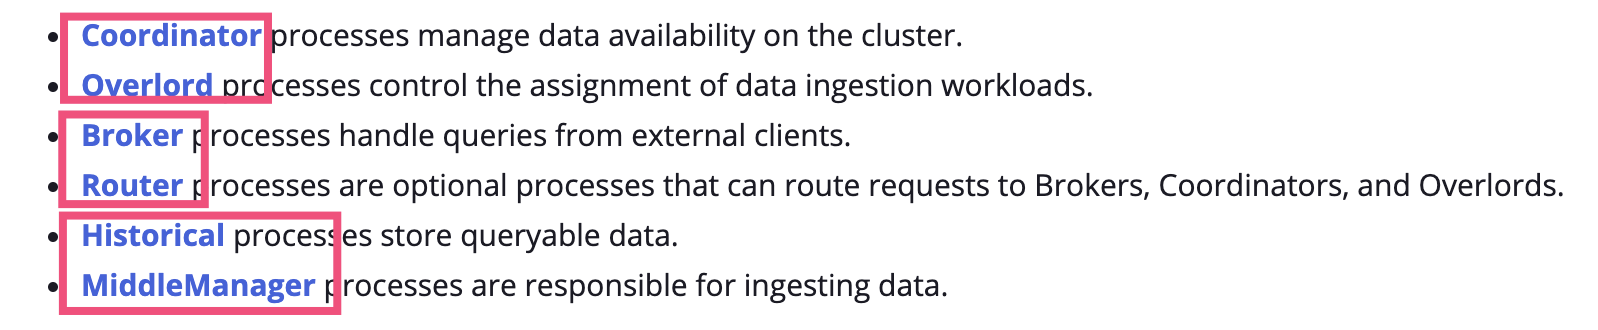 Coordinator processes manage data availability on the cluster.
Overlord processes control the assignment of data ingestion workloads.
Broker processes handle queries from external clients.
Router processes are optional processes that can route requests to Brokers, Coordinators, and Overlords.
Historical processes store queryable data.
MiddleManager processes are responsible for ingesting data.